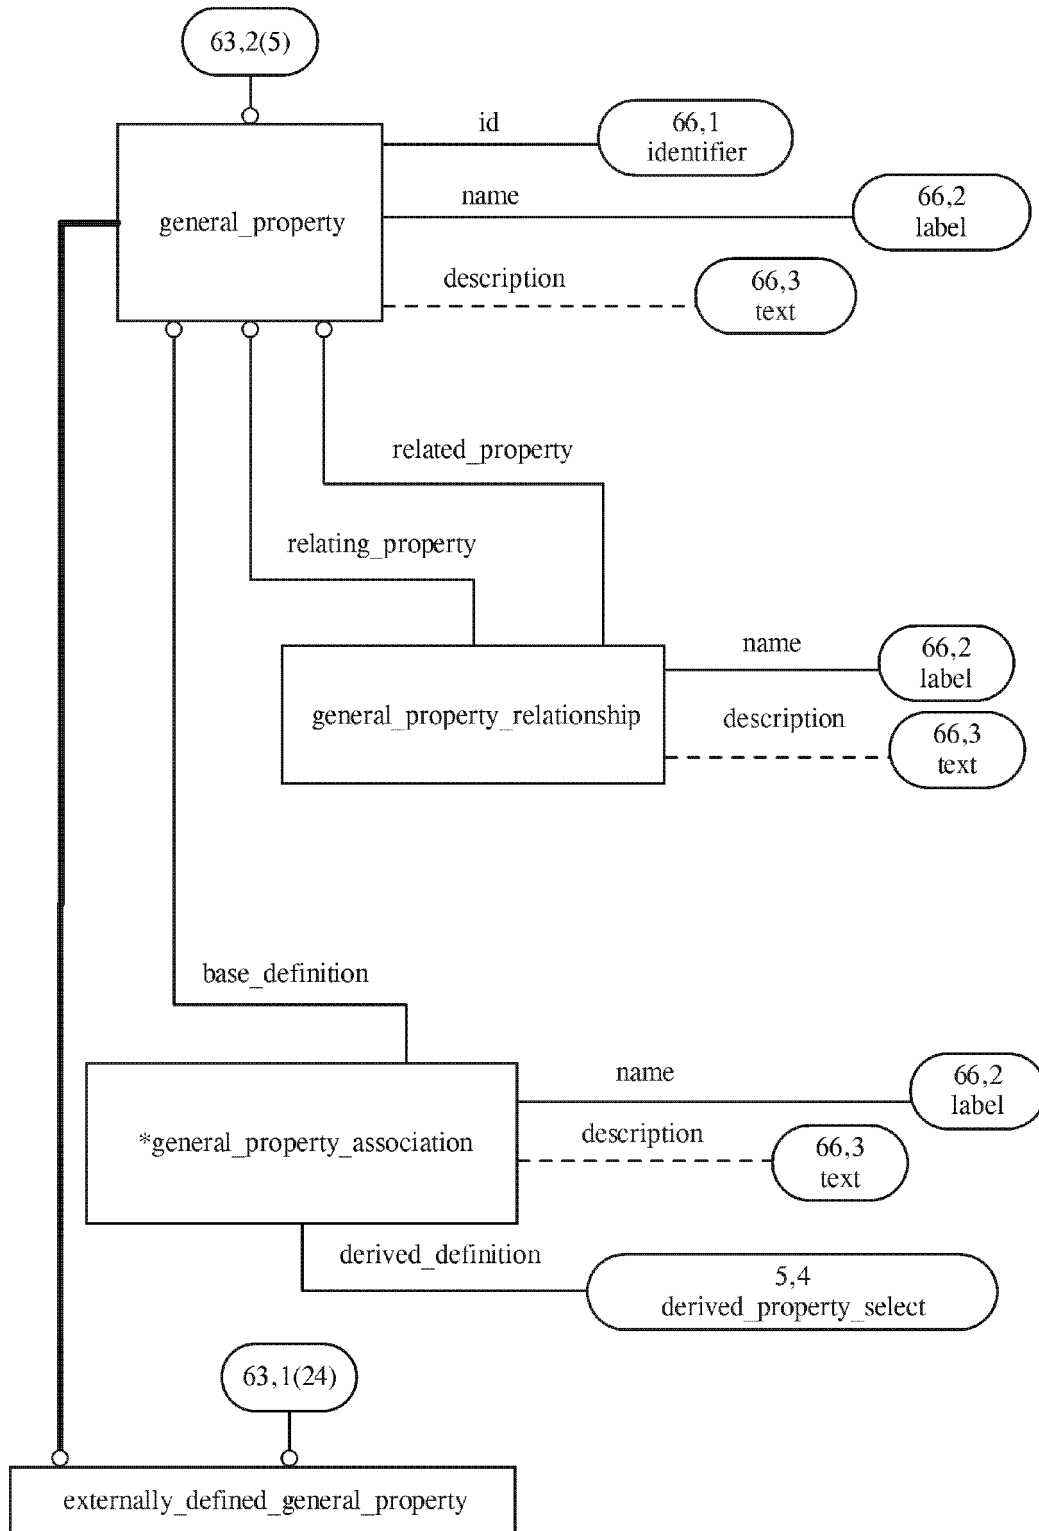 63,2(5)
id
66,1
identifier
name
66,2
label
general_property
description
66,3
text
related_property
relating_property
name
66,2
label
general_property_relationship
description
66,3
text
base_definition
name
66,2
label
*general_property_association
description
66,3
text
derived_definition
5,4
derived_property_select
63,1(24)
externally_defined_general_property